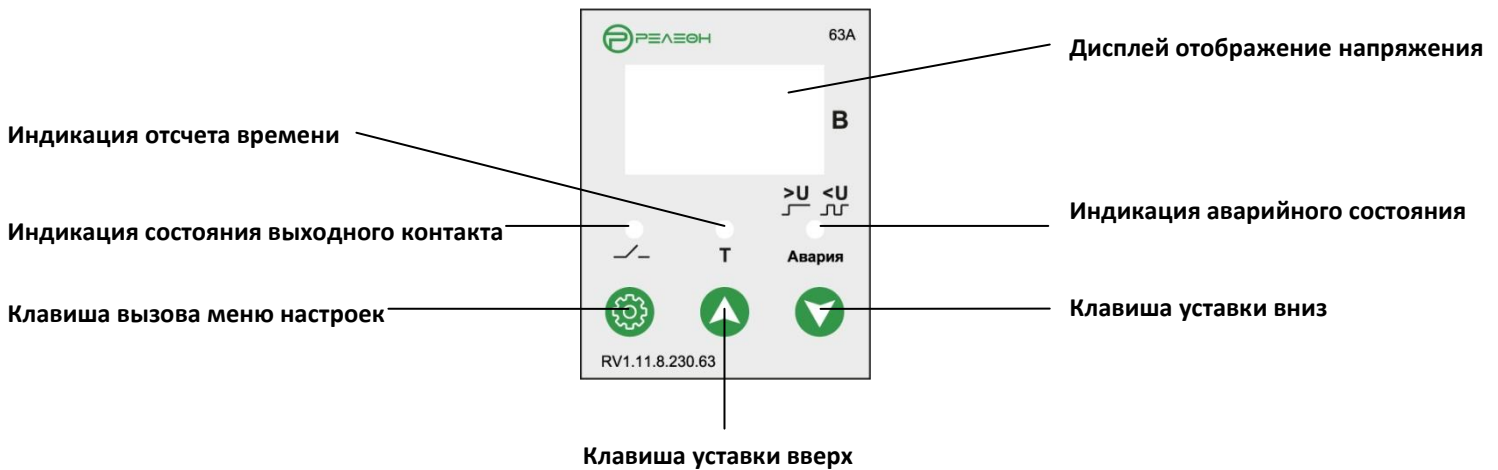 РЕЛЕОН 63A
Дисплей отображение напряжения
B
Индикация отсчета времени
>U <U
Индикация аварийного состояния
Индикация состояния выходного контакта
T Авария
Клавиша вызова меню настроек
Клавиша уставки вниз
RV1.11.8.230.63
Клавиша уставки вверх